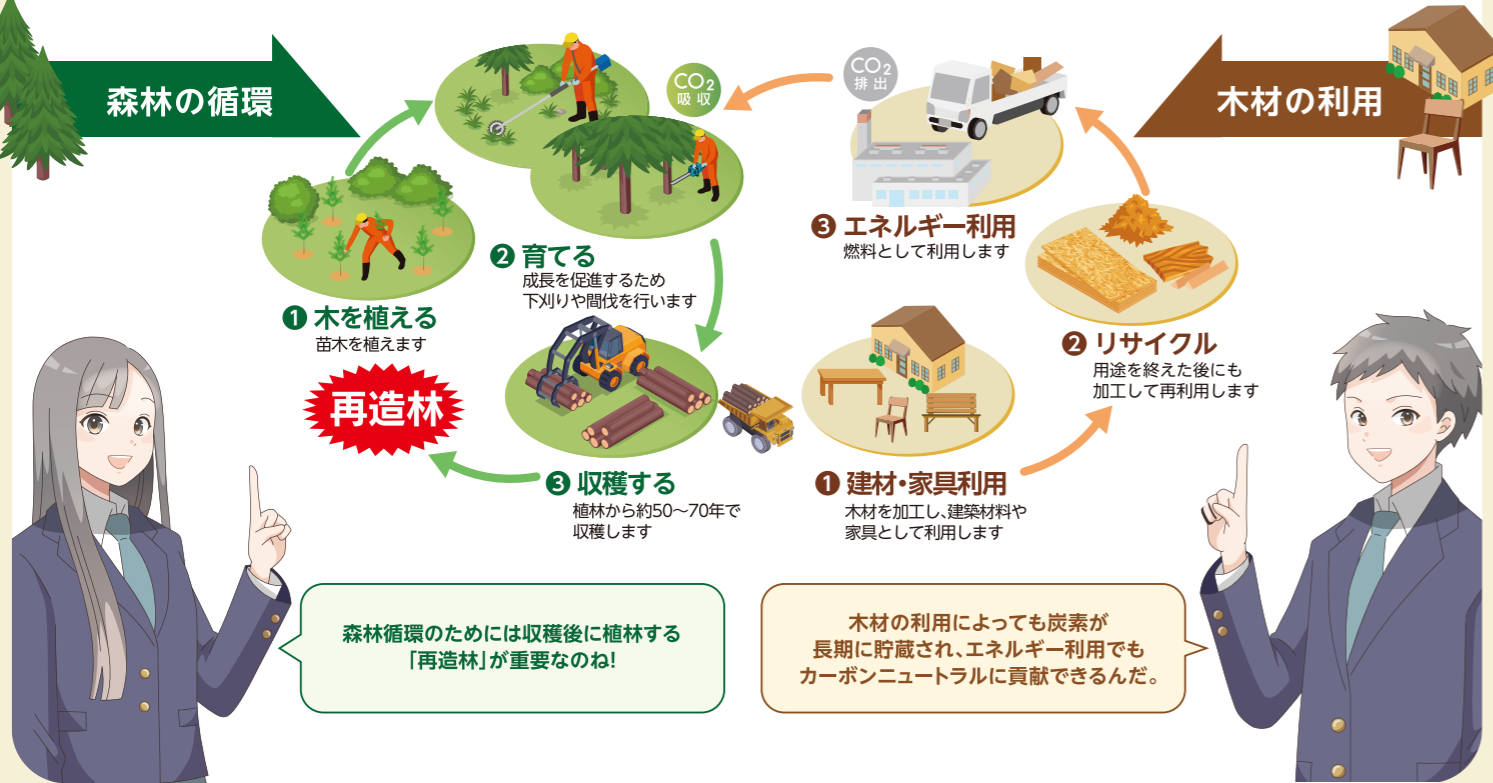 森林の循環
CO2
吸収
CO2
排出
木材の利用
❶ 木を植える
苗木を植えます
❷ 育てる
成長を促進するため
下刈りや間伐を行います
❸ 収穫する
植林から約50〜70年で
収穫します
再造林
❶ 建材・家具利用
木材を加工し、建築材料や
家具として利用します
❷ リサイクル
用途を終えた後にも
加工して再利用します
❸ エネルギー利用
燃料として利用します
森林循環のためには収穫後に植林する
「再造林」が重要なのね!
木材の利用によっても炭素が
長期に貯蔵され、エネルギー利用でも
カーボンニュートラルに貢献できるんだ。